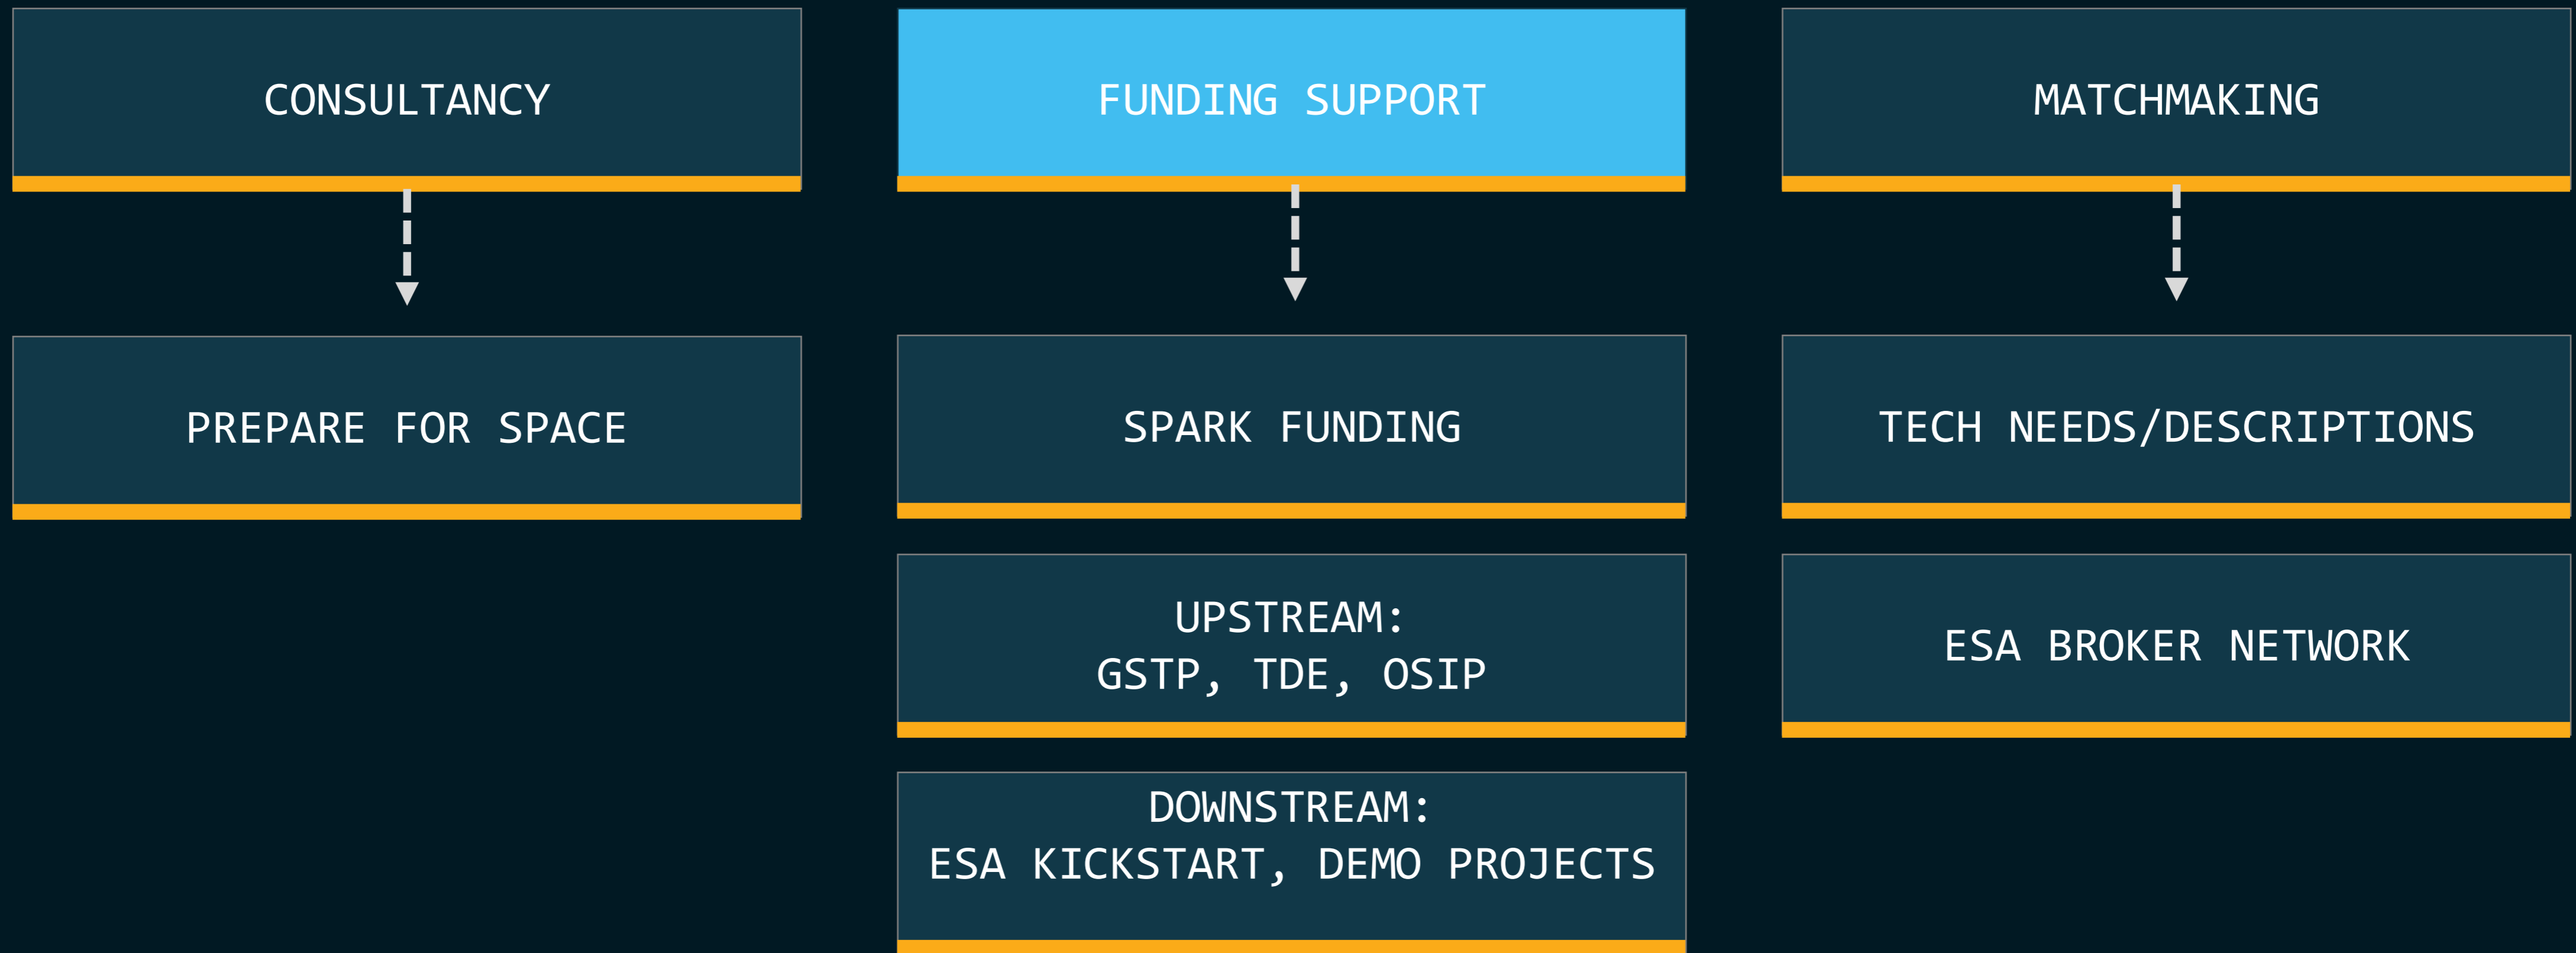 CONSULTANCY
FUNDING SUPPORT
MATCHMAKING
PREPARE FOR SPACE
SPARK FUNDING
TECH NEEDS/DESCRIPTIONS
UPSTREAM:
GSTP, TDE, OSIP
ESA BROKER NETWORK
DOWNSTREAM:
ESA KICKSTART, DEMO PROJECTS